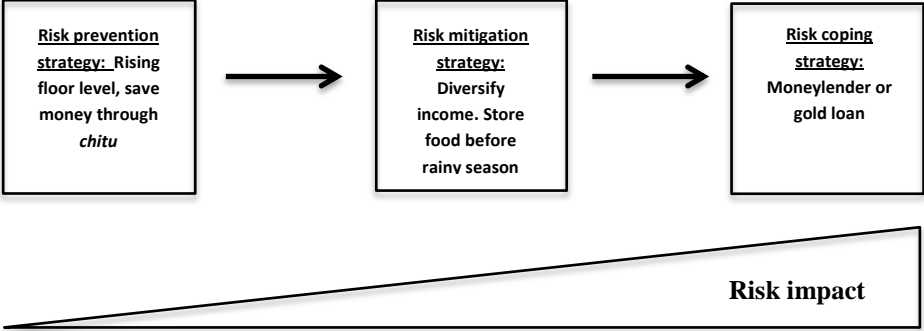 Risk prevention
strategy: Rising
floor level, save
money through
chitu
Risk mitigation
strategy:
Diversify
income. Store
food before
rainy season
Risk coping
strategy:
Moneylender or
gold loan
Risk impact